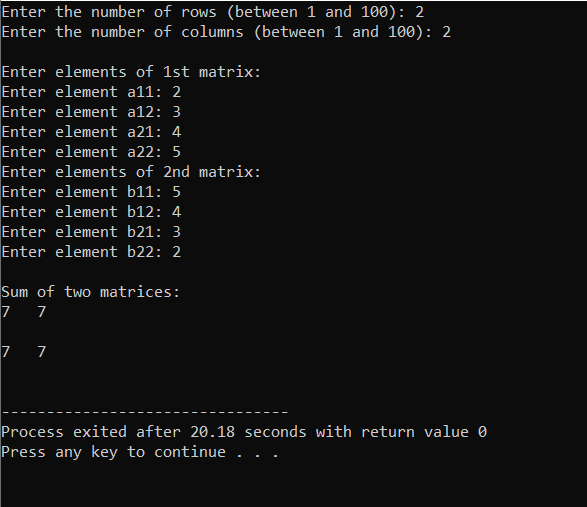 Enter the number of rows (between 1 and 100): 2
Enter the number of columns (between 1 and 100): 2
Enter elements of 1st matrix:
Enter element a11: 2
Enter element a12: 3
Enter element a21: 4
Enter element a22: 5
Enter elements of 2nd matrix:
Enter element b11: 5
Enter element b12: 4
Enter element b21: 3
Enter element b22: 2
Sum of two matrices:
7   7
7   7
--------------------------------
Process exited after 20.18 seconds with return value 0
Press any key to continue . . .